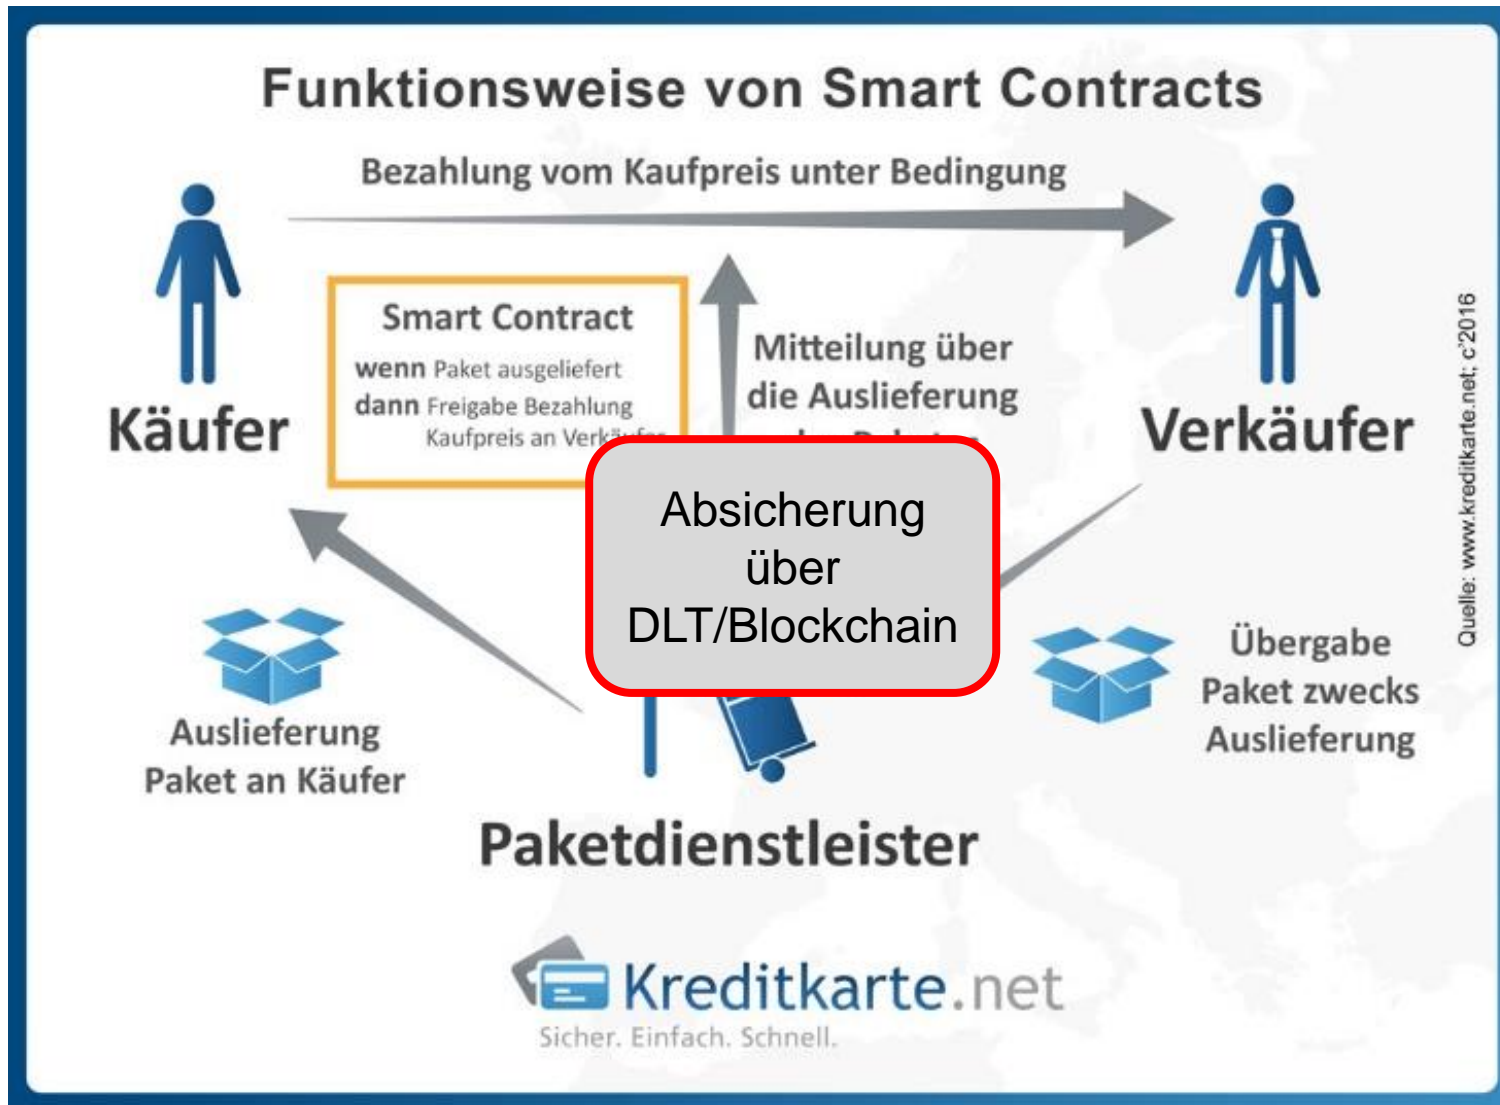 Funktionsweise von Smart Contracts
Bezahlung vom Kaufpreis unter Bedingung
Smart Contract
wenn Paket ausgeliefert
dann Freigabe Bezahlung
Kaufpreis an Verkäufer
Mitteilung über
die Auslieferung
Käufer
Verkäufer
Absicherung
über
DLT/Blockchain
Auslieferung
Paket an Käufer
Übergabe
Paket zwecks
Auslieferung
Paketdienstleister
Kreditkarte.net
Sicher. Einfach. Schnell.
Quelle: www.kreditkarte.net; c'2016